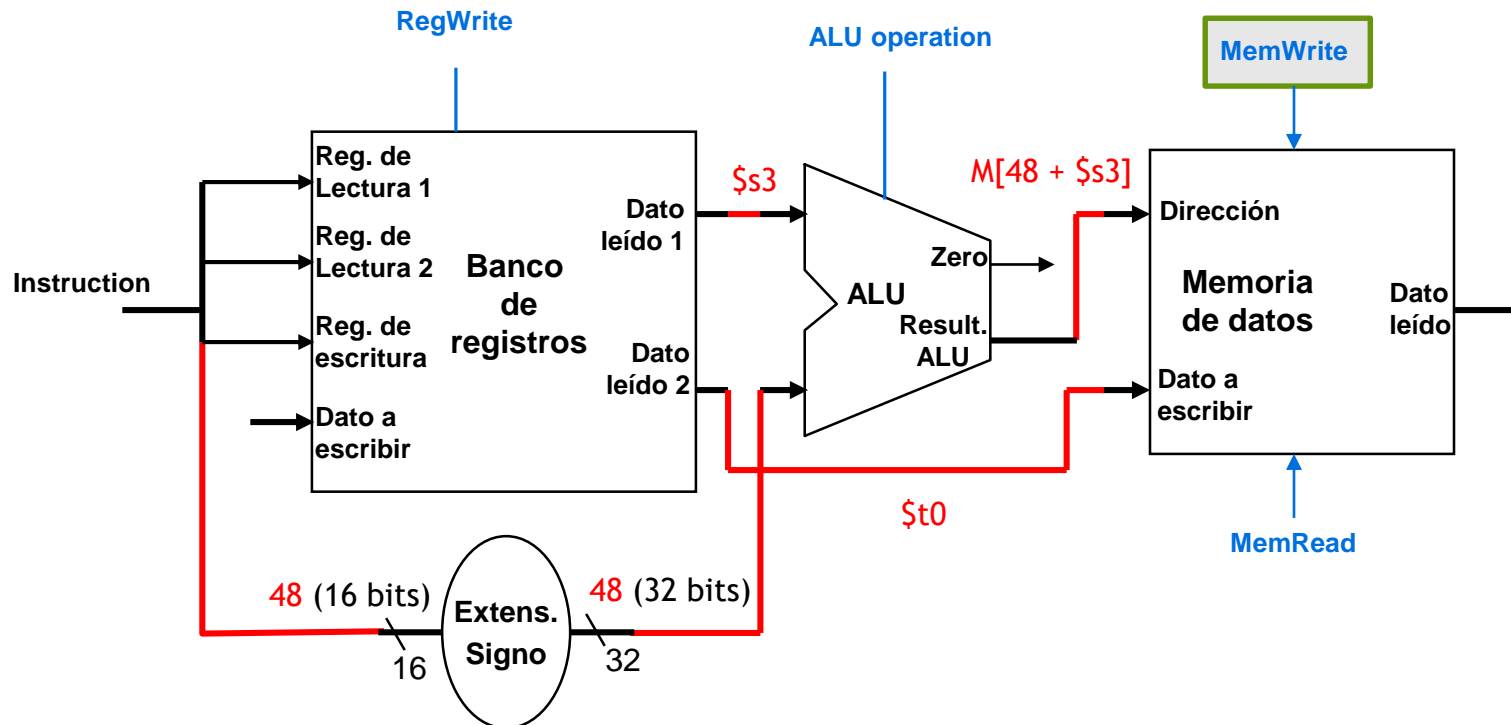 RegWrite
ALU operation
MemWrite
Reg. de
Lectura 1
Reg. de
Lectura 2
Reg. de
escritura
Dato a
escribir
Banco
de
registros
Dato
leído 1
Dato
leído 2
Instruction
$s3
ALU
Zero
Result.
ALU
M[48 + $s3]
Dirección
Memoria
de datos
Dato
leído
Dato a
escribir
$t0
MemRead
48 (16 bits)
16
Extens.
Signo
48 (32 bits)
32